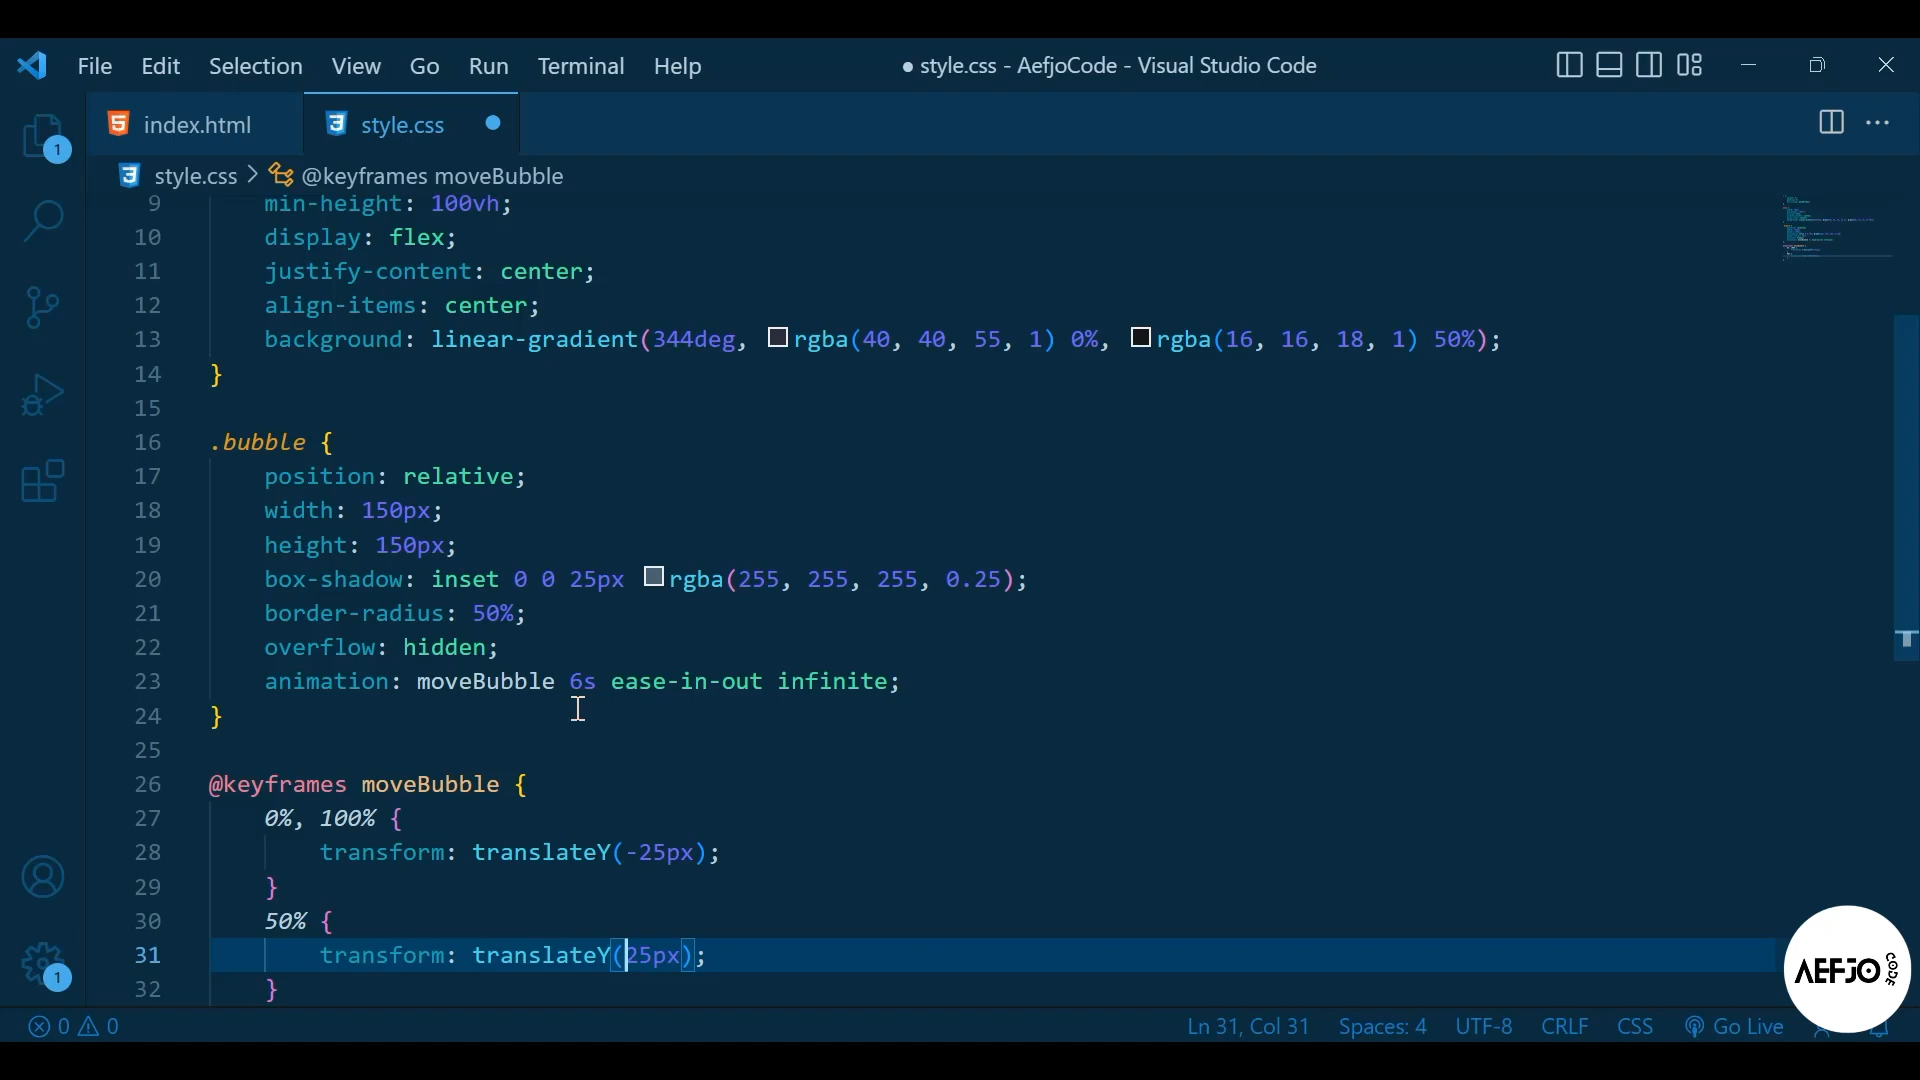 File Edit Selection View Go Run Terminal Help
● style.css - AefjoCode - Visual Studio Code
index.html
style.css
1
style.css > @keyframes moveBubble
9 min-height: 100vh;
10 display: flex;
11 justify-content: center;
12 align-items: center;
13 background: linear-gradient(344deg, rgba(40, 40, 55, 1) 0%, rgba(16, 16, 18, 1) 50%);
14 }
15
16 .bubble {
17 position: relative;
18 width: 150px;
19 height: 150px;
20 box-shadow: inset 0 0 25px rgba(255, 255, 255, 0.25);
21 border-radius: 50%;
22 overflow: hidden;
23 animation: moveBubble 6s ease-in-out infinite;
24 }
25
26 @keyframes moveBubble {
27 0%, 100% {
28 transform: translateY(-25px);
29 }
30 50% {
31 transform: translateY(25px);
32 }
1
AEFJO CODE
0 0
Ln 31, Col 31 Spaces: 4 UTF-8 CRLF CSS Go Live